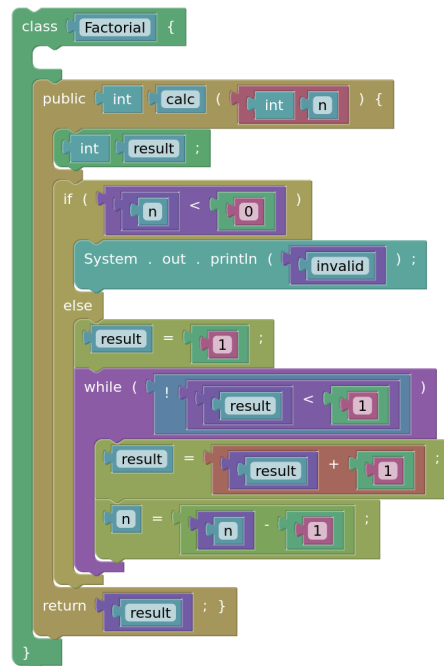 class Factorial {
public int calc ( int n ) {
int result ;
if ( n < 0 )
System . out . println ( invalid ) ;
else
result = 1 ;
while ( ! result < 1 )
result = result + 1 ;
n = n - 1 ;
return result ; }
}